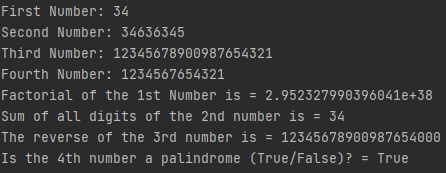 First Number: 34
Second Number: 34636345
Third Number: 12345678900987654321
Fourth Number: 1234567654321
Factorial of the 1st Number is = 2.952327990396041e+38
Sum of all digits of the 2nd number is = 34
The reverse of the 3rd number is = 12345678900987654000
Is the 4th number a palindrome (True/False)? = True